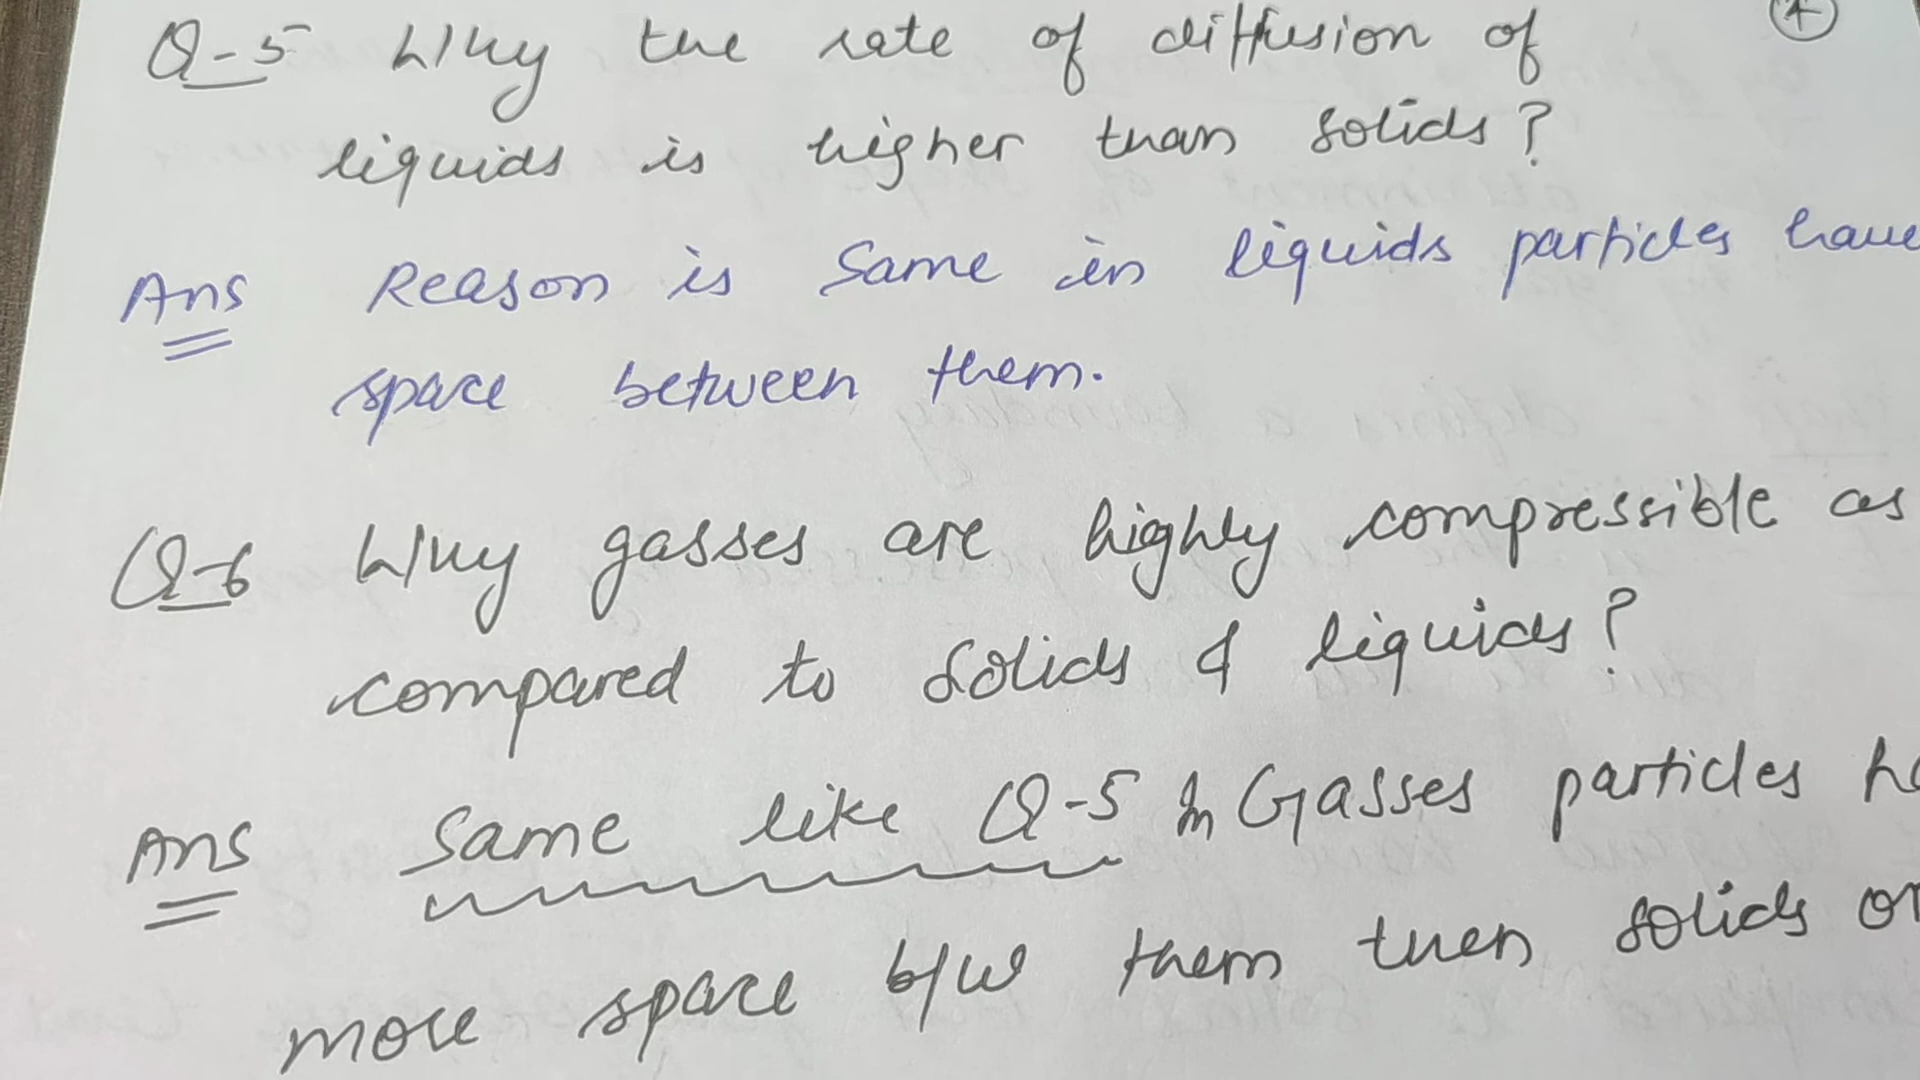 Q-5 Why the rate of diffusion of
liquids is higher than solids?
Ans Reason is same in liquids particles have
space between them.
Q-6 Why gasses are highly compressible as
compared to solids & liquids?
Ans Same like Q-5 In Gasses particles
more space b/w them then solids or